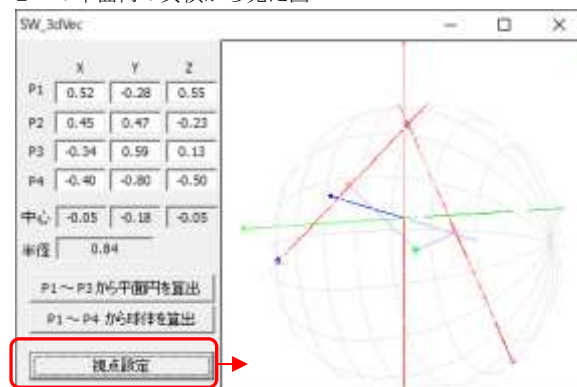 SW_3dVec
X Y Z
P1 0.52 -0.28 0.55
P2 0.45 0.47 -0.23
P3 -0.34 0.59 0.13
P4 -0.40 -0.80 -0.50
中心 -0.05 -0.18 -0.05
半径 0.84
P1～P3から平面円を算出
P1～P4 から球体を算出
視点設定